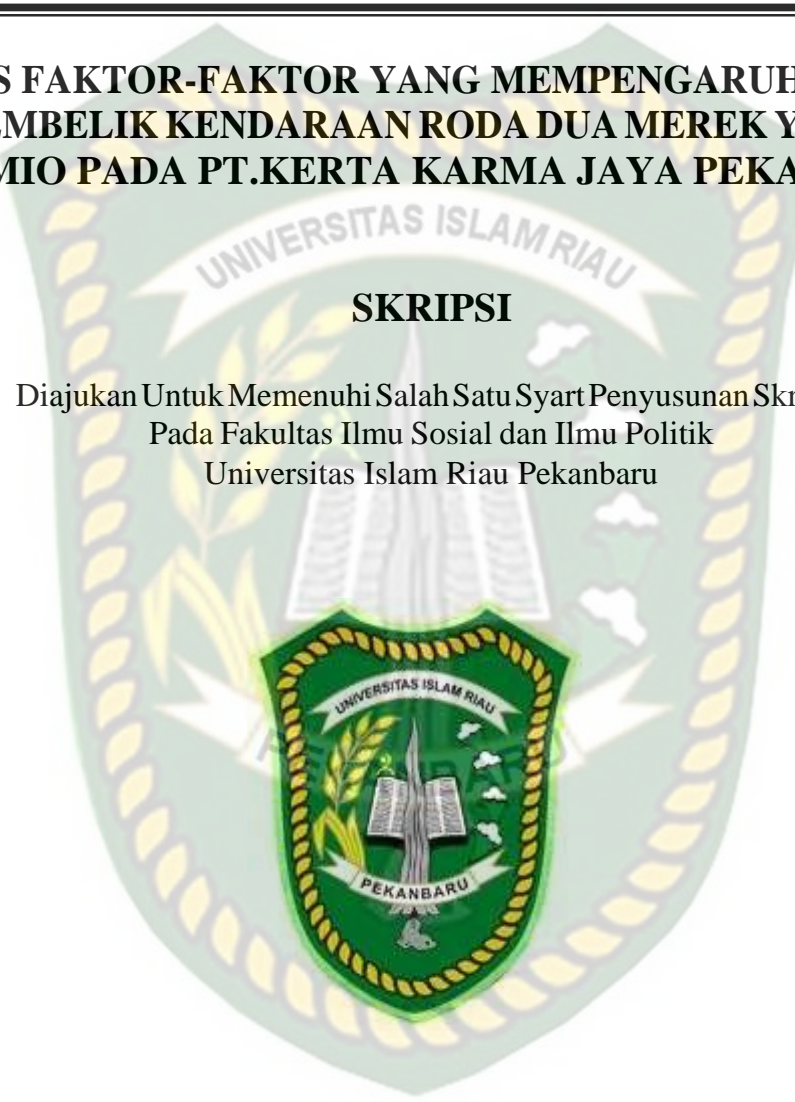 S FAKTOR-FAKTOR YANG MEMPENGARUH
EMBELIK KENDARAAN RODA DUA MEREK Y
MIO PADA PT.KERTA KARMA JAYA PEKA
UNIVERSITAS ISLAM RIAU
SKRIPSI
Diajukan Untuk Memenuhi Salah Satu Syart Penyusunan Skr
Pada Fakultas Ilmu Sosial dan Ilmu Politik
Universitas Islam Riau Pekanbaru
UNIVERSITAS ISLAM RIAU
PEKANBARU
PEKANBARU